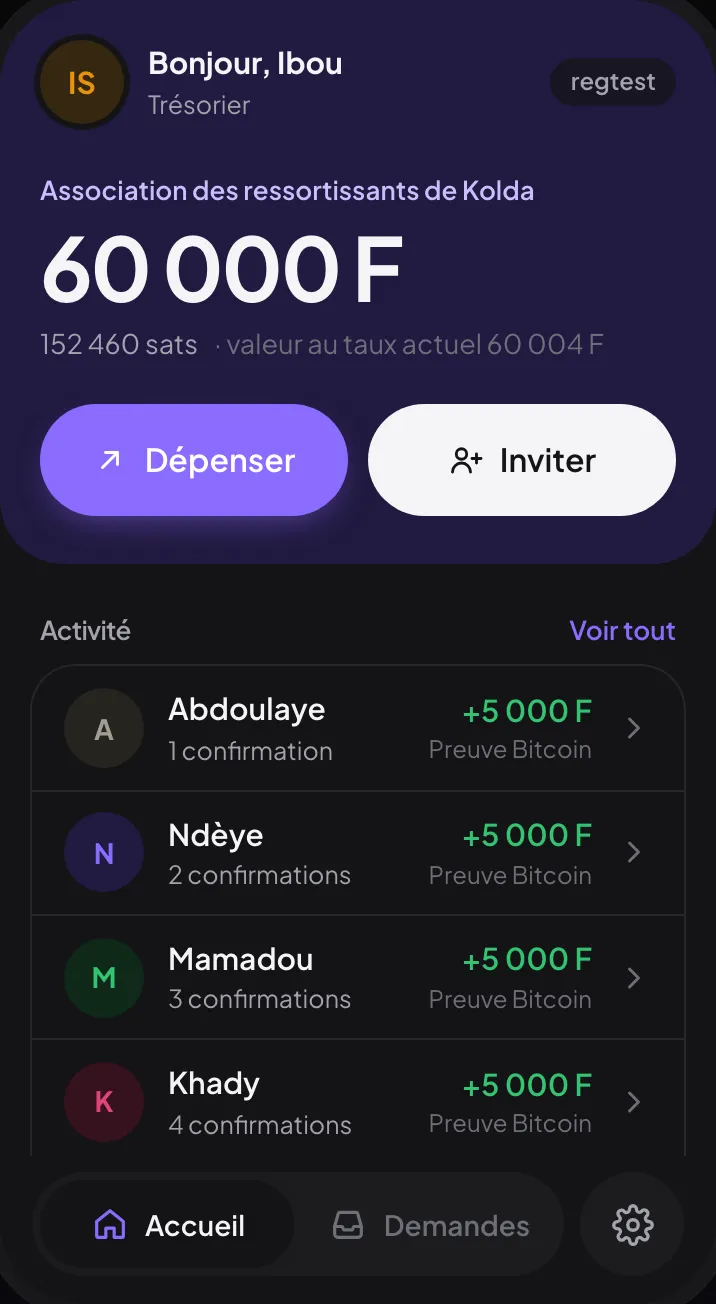 IS
Bonjour, Ibou
Trésorier
regtest
Association des ressortissants de Kolda
60 000 F
152 460 sats · valeur au taux actuel 60 004 F
Dépenser
Inviter
Activité
Voir tout
A
Abdoulaye
1 confirmation
+5 000 F
Preuve Bitcoin
N
Ndèye
2 confirmations
+5 000 F
Preuve Bitcoin
M
Mamadou
3 confirmations
+5 000 F
Preuve Bitcoin
K
Khady
4 confirmations
+5 000 F
Preuve Bitcoin
Accueil
Demandes